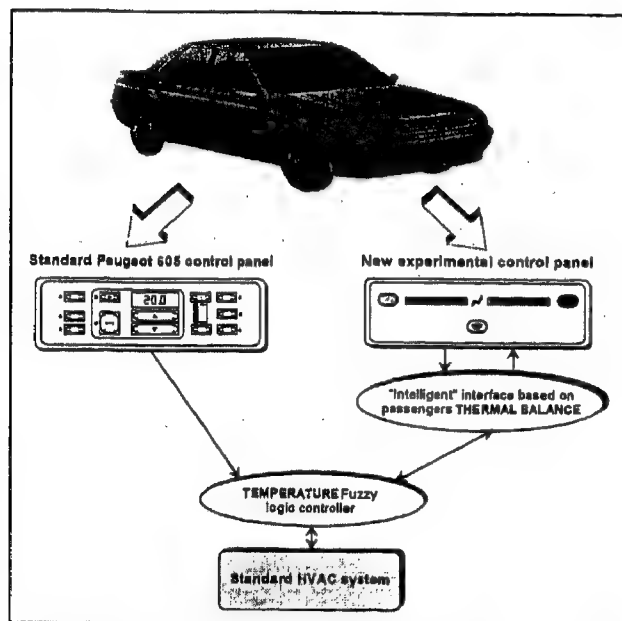 Standard Peugeot 605 control panel
New experimental control panel
20.0
"Intelligent" interface based on
passengers THERMAL BALANCE
TEMPERATURE Fuzzy
logic controller
Standard HVAC system